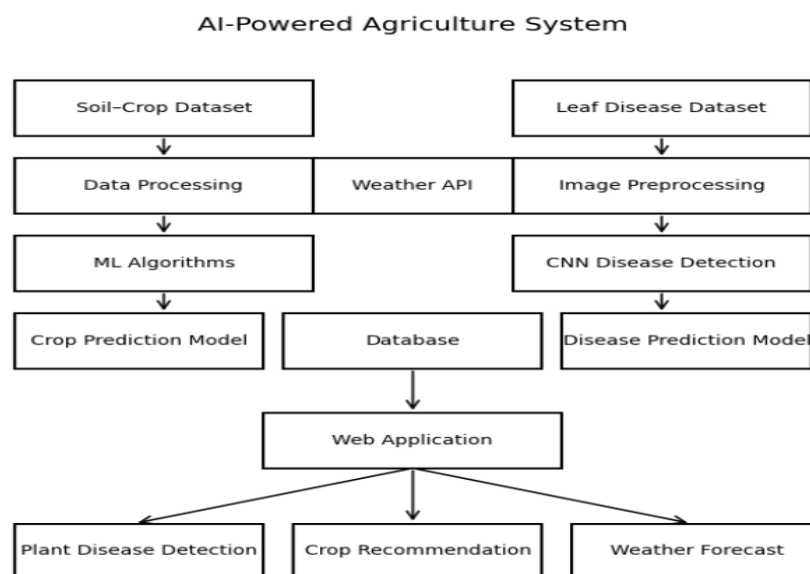 AI-Powered Agriculture System
Soil–Crop Dataset
Leaf Disease Dataset
Data Processing
Weather API
Image Preprocessing
ML Algorithms
CNN Disease Detection
Crop Prediction Model
Database
Disease Prediction Model
Web Application
Plant Disease Detection
Crop Recommendation
Weather Forecast